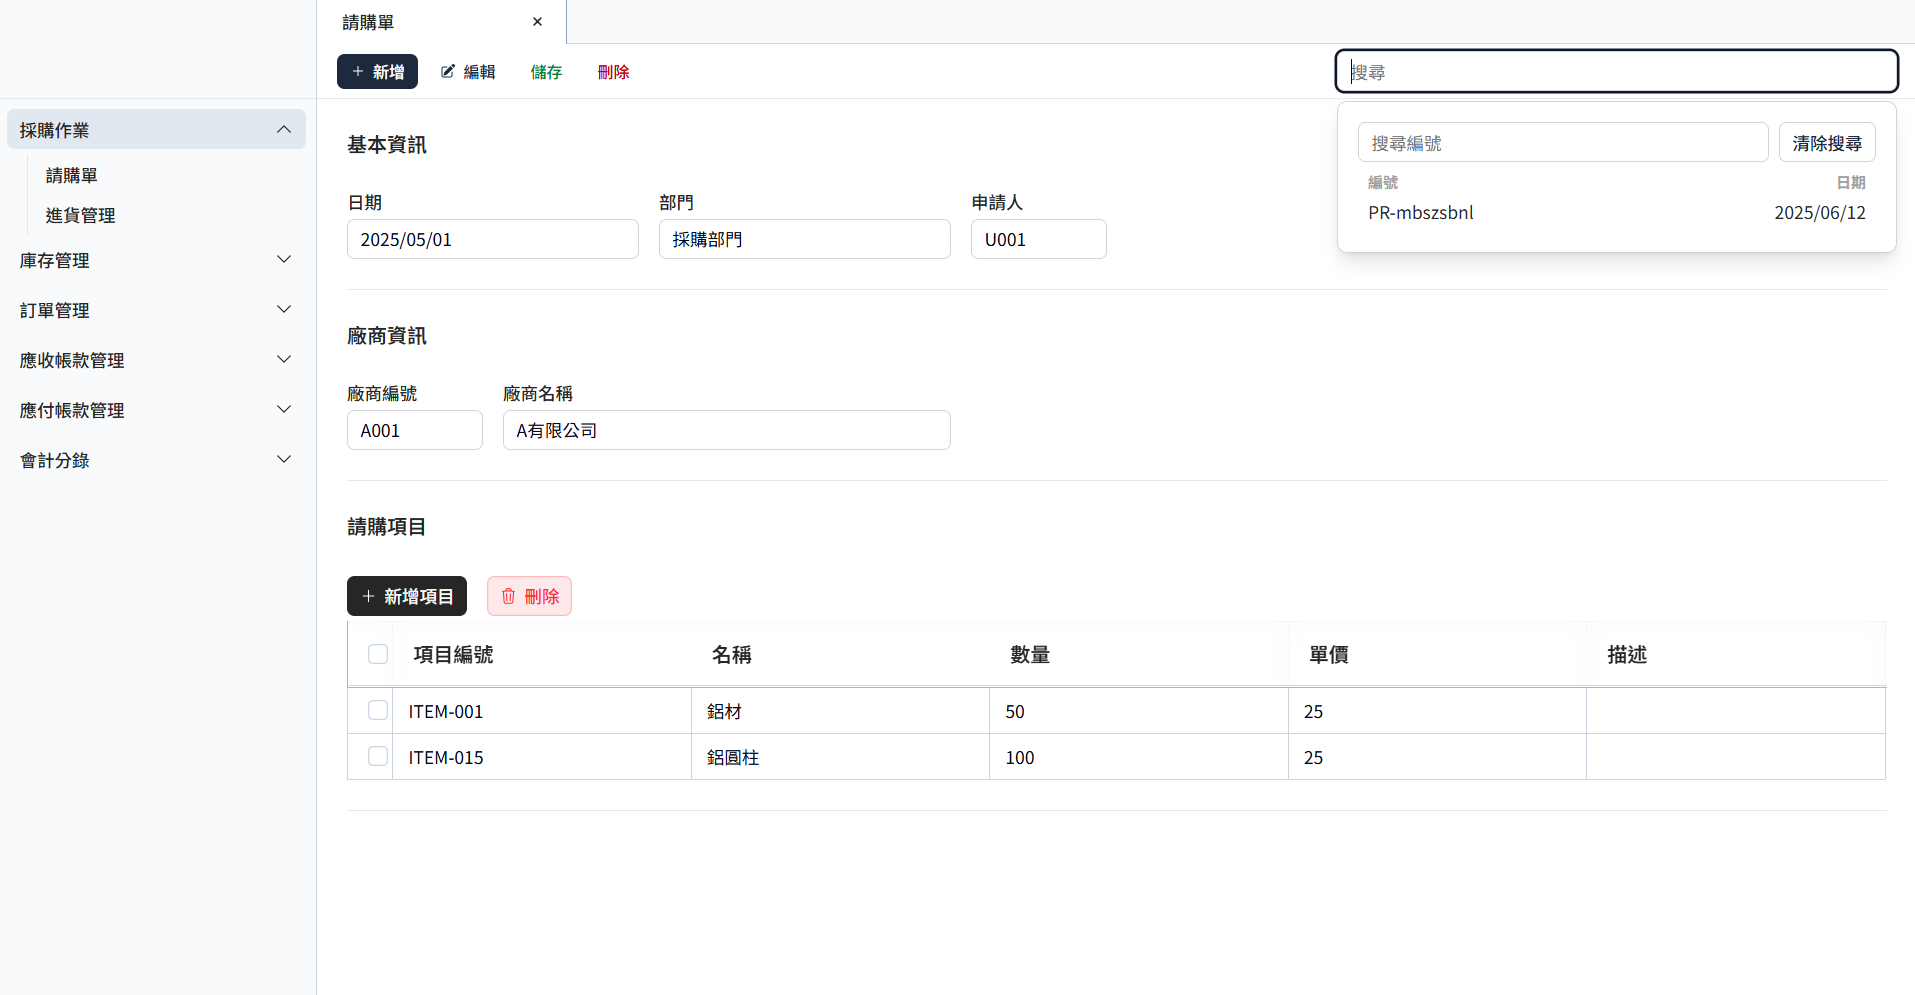 請購單
新增 編輯 儲存 刪除 搜尋
採購作業
請購單
進貨管理
庫存管理
訂單管理
應收帳款管理
應付帳款管理
會計分錄
搜尋編號 清除搜尋
編號 日期
PR-mbszsbnl 2025/06/12
基本資訊
日期 部門 申請人
2025/05/01 採購部門 U001
廠商資訊
廠商編號 廠商名稱
A001 A有限公司
請購項目
新增項目 刪除
項目編號 名稱 數量 單價 描述
ITEM-001 鋁材 50 25
ITEM-015 鋁圓柱 100 25